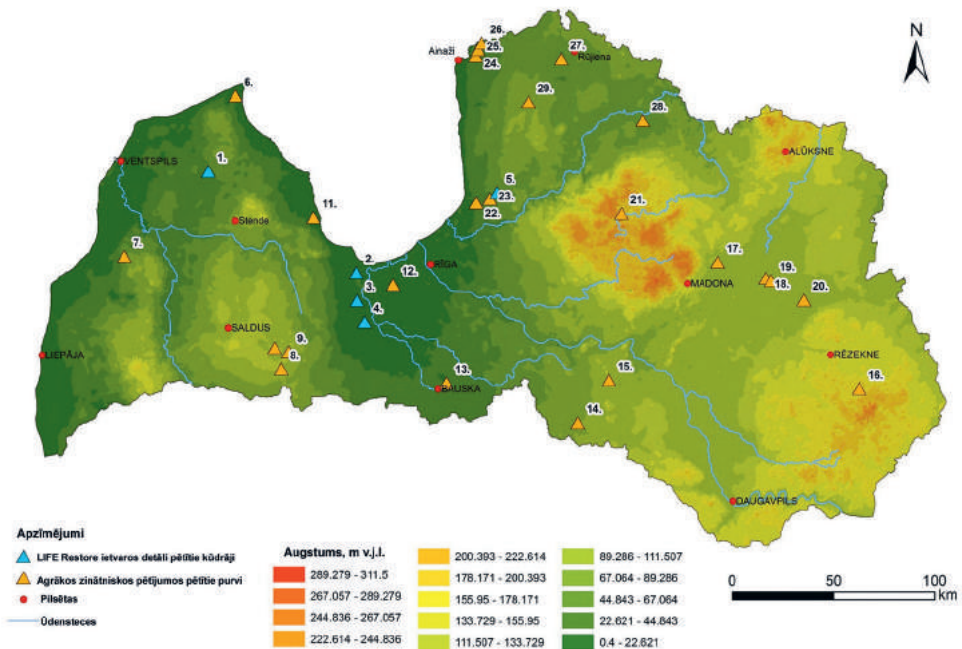 N
26.
25.
24.
Ainaži
27.
Rūjiena
29.
28.
6.
VENTSPILS
1.
ALŪKSNE
5.
23.
22.
21.
11.
Stende
7.
2.
RĪGA
12.
3.
4.
17.
19.
18.
MADONA
20.
SALDUS
9.
8.
LIEPĀJA
RĒZEKNE
16.
15.
13.
BAUSKA
14.
DAUGAVPILS
Apzīmējumi
LIFE Restore ietvaros detāli pētītie kūdrāji
Agrākos zinātniskos pētījumos pētītie purvi
Pilsētas
Ūdensteces
Augstums, m v.j.l.
289.279 - 311.5
267.057 - 289.279
244.836 - 267.057
222.614 - 244.836
200.393 - 222.614
178.171 - 200.393
155.95 - 178.171
133.729 - 155.95
111.507 - 133.729
89.286 - 111.507
67.064 - 89.286
44.843 - 67.064
22.621 - 44.843
0.4 - 22.621
0 50 100
km